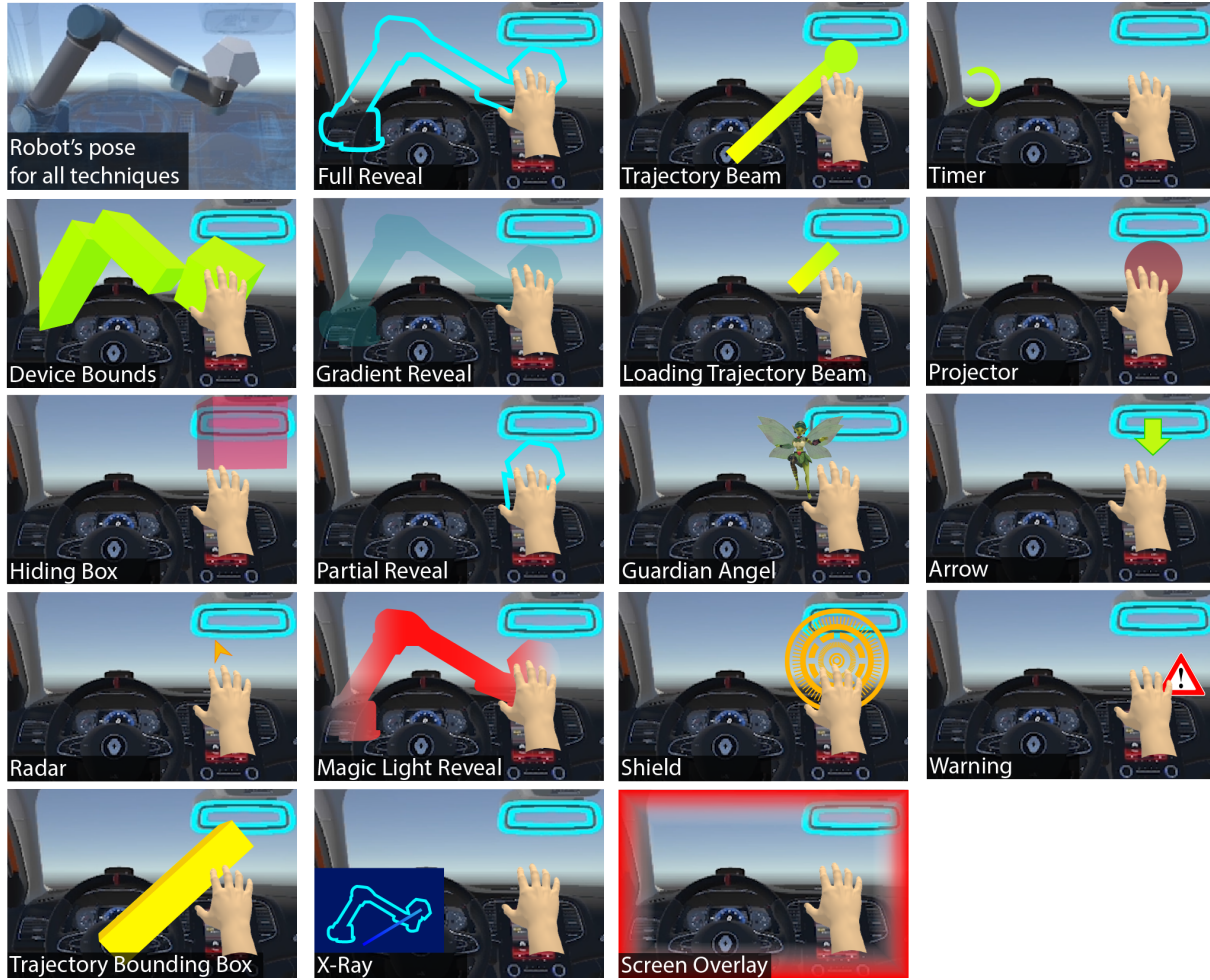 Robot's pose
for all techniques
Full Reveal
Trajectory Beam
Timer
Device Bounds
Gradient Reveal
Loading Trajectory Beam
Projector
Hiding Box
Partial Reveal
Guardian Angel
Arrow
Radar
Magic Light Reveal
Shield
!
Warning
Trajectory Bounding Box
X-Ray
Screen Overlay